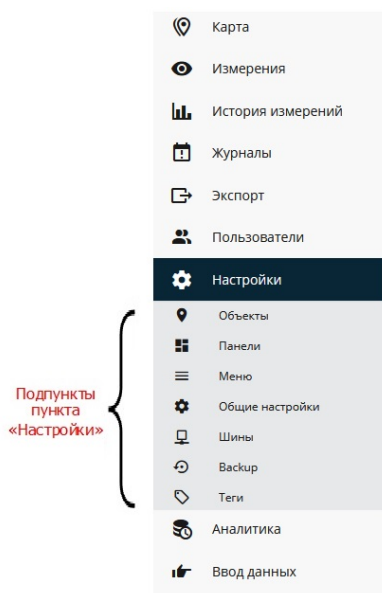 Карта
Измерения
История измерений
Журналы
Экспорт
Пользователи
Настройки
Объекты
Панели
Меню
Общие настройки
Шины
Backup
Теги
Аналитика
Ввод данных
Подпункты
пункта
«Настройки»